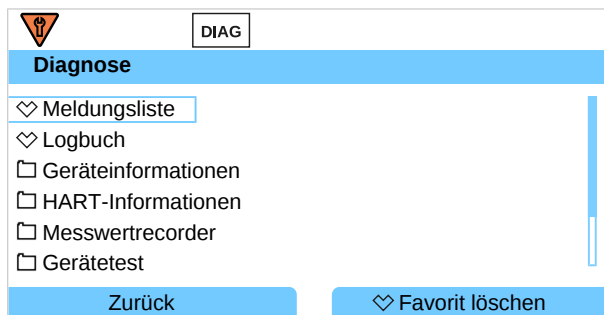 DIAG
Diagnose
Meldungsliste
Logbuch
Geräteinformationen
HART-Informationen
Messwertrecorder
Gerätetest
Zurück
Favorit löschen